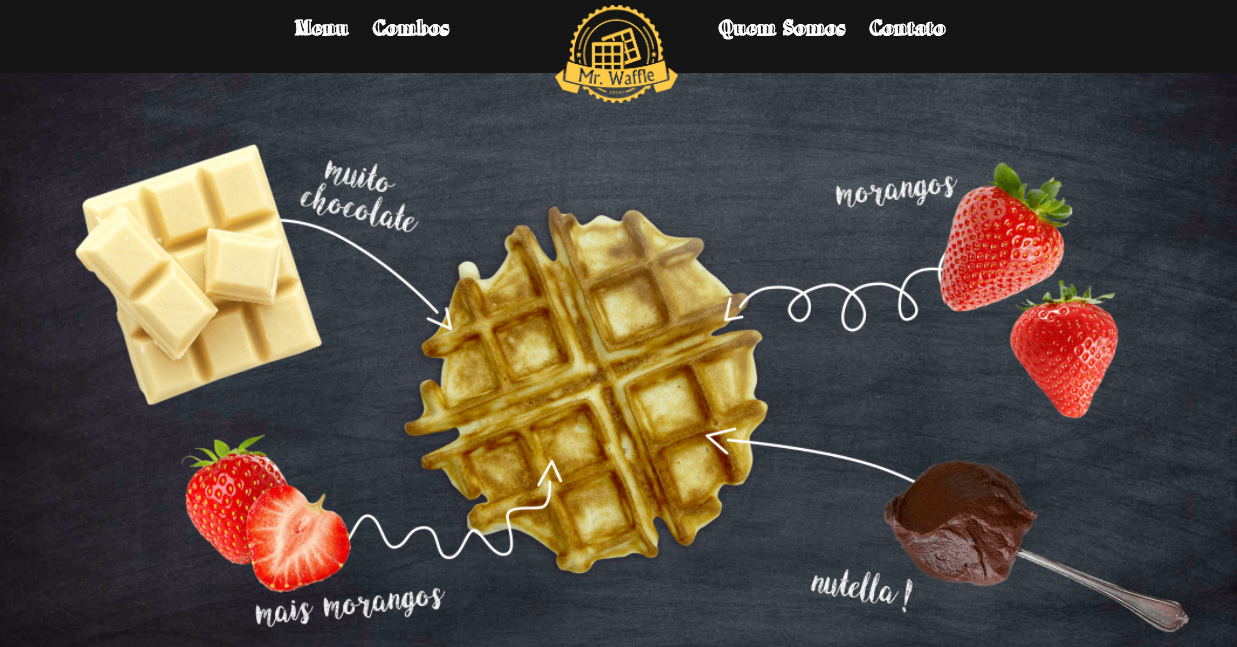 Menu Combos
Quem Somos Contato
Mr. Waffle
muito
chocolate
morangos
mais morangos
nutella!